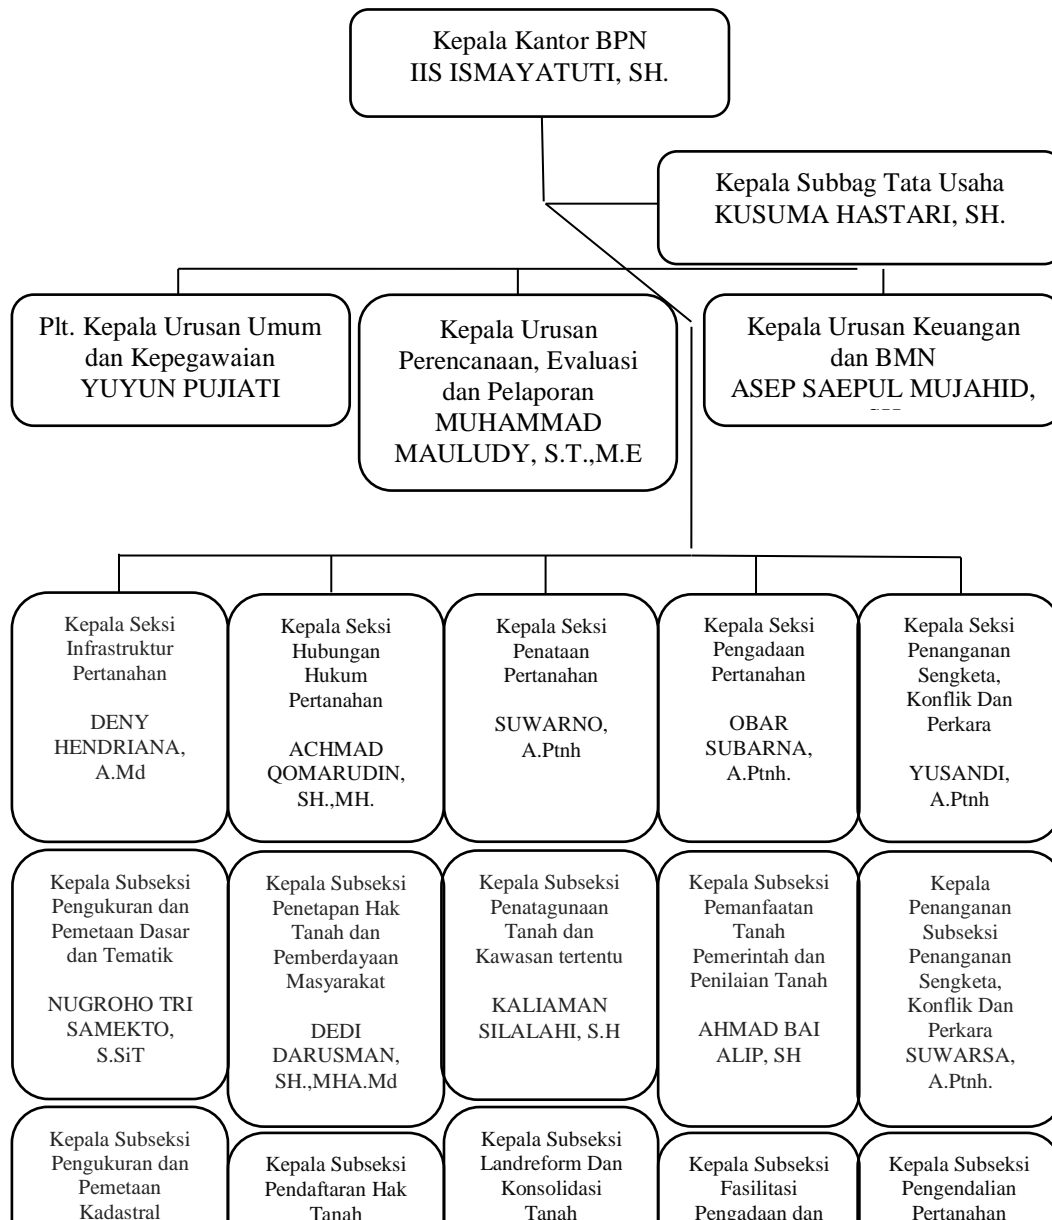 Kepala Kantor BPN
IIS ISMAYATUTI, SH.
Kepala Subbag Tata Usaha
KUSUMA HASTARI, SH.
Plt. Kepala Urusan Umum
dan Kepegawaian
YUYUN PUJIATI
Kepala Urusan
Perencanaan, Evaluasi
dan Pelaporan
MUHAMMAD
MAULUDY, S.T.,M.E
Kepala Urusan Keuangan
dan BMN
ASEP SAEPUL MUJAHID,
Kepala Seksi
Infrastruktur
Pertanahan
DENY
HENDRIANA,
A.Md
Kepala Seksi
Hubungan
Hukum
Pertanahan
ACHMAD
QOMARUDIN,
SH.,MH.
Kepala Seksi
Penataan
Pertanahan
SUWARNO,
A.Ptnh
Kepala Seksi
Pengadaan
Pertanahan
OBAR
SUBARNA,
A.Ptnh.
Kepala Seksi
Penanganan
Sengketa,
Konflik Dan
Perkara
YUSANDI,
A.Ptnh
Kepala Subseksi
Pengukuran dan
Pemetaan Dasar
dan Tematik
NUGROHO TRI
SAMEKTO,
S.SiT
Kepala Subseksi
Penetapan Hak
Tanah dan
Pemberdayaan
Masyarakat
DEDI
DARUSMAN,
SH.,MHA.Md
Kepala Subseksi
Penatagunaan
Tanah dan
Kawasan tertentu
KALIAMAN
SILALAHI, S.H
Kepala Subseksi
Pemanfaatan
Tanah
Pemerintah dan
Penilaian Tanah
AHMAD BAI
ALIP, SH
Kepala
Penanganan
Subseksi
Penanganan
Sengketa,
Konflik Dan
Perkara
SUWARSA,
A.Ptnh.
Kepala Subseksi
Pengukuran dan
Pemetaan
Kadastral
Kepala Subseksi
Pendaftaran Hak
Tanah
Kepala Subseksi
Landreform Dan
Konsolidasi
Tanah
Kepala Subseksi
Fasilitasi
Pengadaan dan
Kepala Subseksi
Pengendalian
Pertanahan